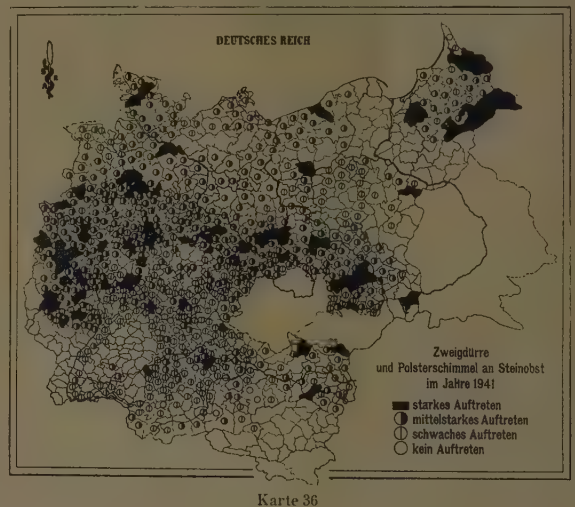 DEUTSCHES REICH
Zweigdürre
und Polsterschimmel an Steinobst
im Jahre 1941
starkes Auftreten
mittelstarkes Auftreten
schwaches Auftreten
kein Auftreten
Karte 36